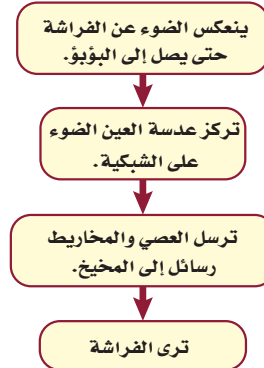 ينعكس الضوء عن الفراشة
حتى يصل إلى البؤبؤ.
تركز عدسة العين الضوء
على الشبكية.
ترسل العصي والمخاريط
رسائل إلى المخيخ.
ترى الفراشة